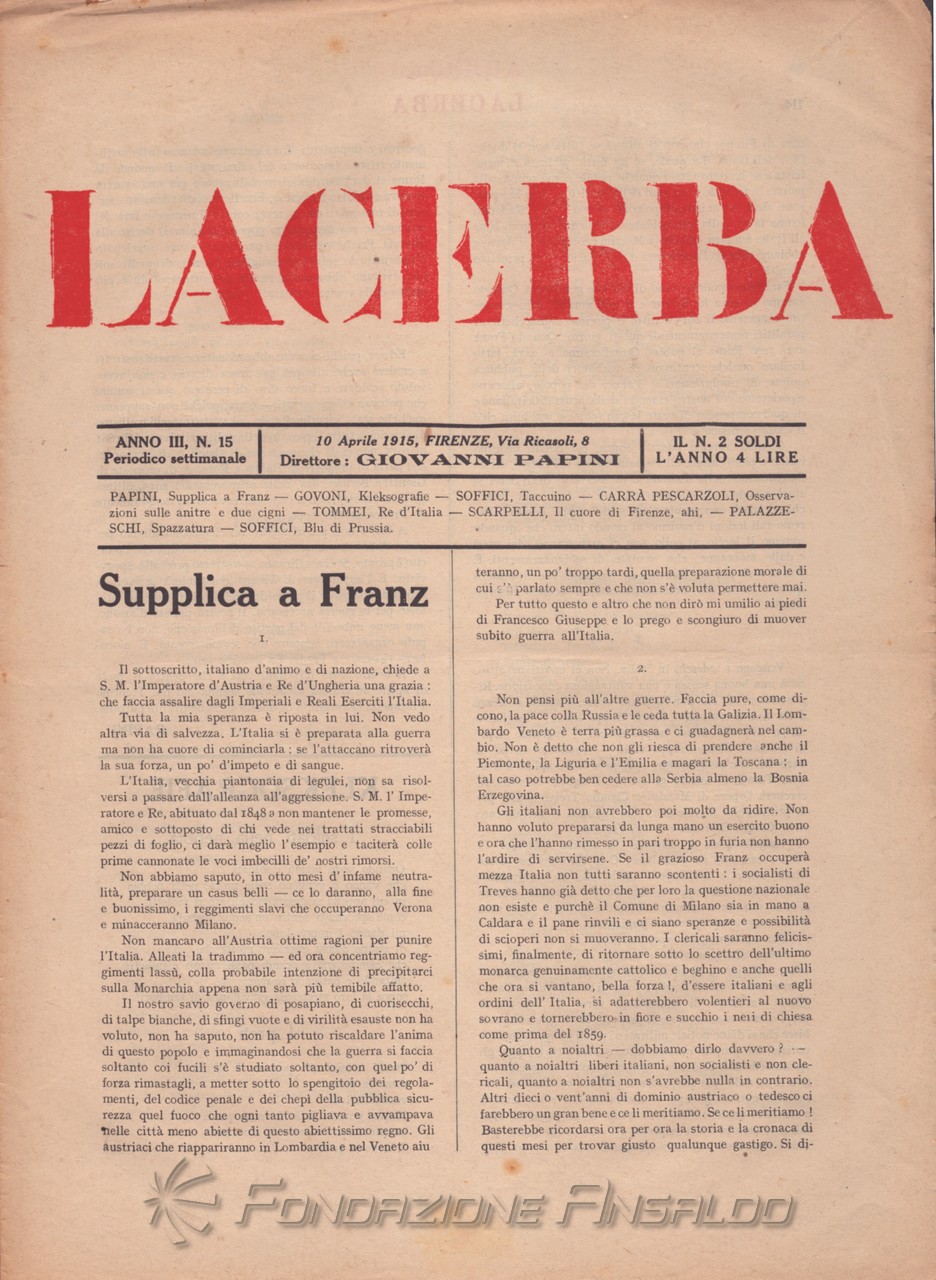 LACERBA
ANNO III, N. 15
Periodico settimanale
10 Aprile 1915, FIRENZE, Via Ricasoli, 8
Direttore : GIOVANNI PAPINI
IL N. 2 SOLDI
L'ANNO 4 LIRE
PAPINI, Supplica a Franz — GOVONI, Kleksografie — SOFFICI, Taccuino — CARRÀ PESCARZOLI, Osserva-
zioni sulle anitre e due cigni — TOMMEI, Re d'Italia — SCARPELLI, Il cuore di Firenze, ahi, — PALAZZE-
SCHI, Spazzatura — SOFFICI, Blu di Prussia.
Supplica a Franz
1.
Il sottoscritto, italiano d'animo e di nazione, chiede a
S. M. l'Imperatore d'Austria e Re d'Ungheria una grazia :
che faccia assalire dagli Imperiali e Reali Eserciti l'Italia.
Tutta la mia speranza è riposta in lui. Non vedo
altra via di salvezza. L'Italia si è preparata alla guerra
ma non ha cuore di cominciarla : se l'attaccano ritroverà
la sua forza, un po' d'impeto e di sangue.
L'Italia, vecchia piantonaia di legulei, non sa risol-
versi a passare dall'alleanza all'aggressione. S. M. l' Impe-
ratore e Re, abituato dal 1848 a non mantener le promesse,
amico e sottoposto di chi vede nei trattati stracciabili
pezzi di foglio, ci darà meglio l'esempio e taciterà colle
prime cannonate le voci imbecilli de' nostri rimorsi.
Non abbiamo saputo, in otto mesi d' infame neutra-
lità, preparare un casus belli — ce lo daranno, alla fine
e buonissimo, i reggimenti slavi che occuperanno Verona
e minacceranno Milano.
Non mancano all'Austria ottime ragioni per punire
l'Italia. Alleati la tradimmo — ed ora concentriamo reg-
gimenti lassù, colla probabile intenzione di precipitarci
sulla Monarchia appena non sarà più temibile affatto.
Il nostro savio governo di posapiano, di cuorisecchi,
di talpe bianche, di sfingi vuote e di virilità esauste non ha
voluto, non ha saputo, non ha potuto riscaldare l'anima
di questo popolo e immaginandosi che la guerra si faccia
soltanto coi fucili s'è studiato soltanto, con quel po' di
forza rimastagli, a metter sotto lo spengitoio dei regola-
menti, del codice penale e dei chepì della pubblica sicu-
rezza quel fuoco che ogni tanto pigliava e avvampava
nelle città meno abiette di questo abiettissimo regno. Gli
austriaci che riappariranno in Lombardia e nel Veneto aiu
teranno, un po' troppo tardi, quella preparazione morale di
cui s'è parlato sempre e che non s'è voluta permettere mai.
Per tutto questo e altro che non dirò mi umilio ai piedi
di Francesco Giuseppe e lo prego e scongiuro di muover
subito guerra all'Italia.
2.
Non pensi più all'altre guerre. Faccia pure, come di-
cono, la pace colla Russia e le ceda tutta la Galizia. Il Lom-
bardo Veneto è terra più grassa e ci guadagnerà nel cam-
bio. Non è detto che non gli riesca di prendere anche il
Piemonte, la Liguria e l'Emilia e magari la Toscana : in
tal caso potrebbe ben cedere alla Serbia almeno la Bosnia
Erzegovina.
Gli italiani non avrebbero poi molto da ridire. Non
hanno voluto prepararsi da lunga mano un esercito buono
e ora che l'hanno rimesso in pari troppo in furia non hanno
l'ardire di servirsene. Se il grazioso Franz occuperà
mezza Italia non tutti saranno scontenti : i socialisti di
Treves hanno già detto che per loro la questione nazionale
non esiste e purchè il Comune di Milano sia in mano a
Caldara e il pane rinvili e ci siano speranze e possibilità
di scioperi non si muoveranno. I clericali saranno felicis-
simi, finalmente, di ritornare sotto lo scettro dell'ultimo
monarca genuinamente cattolico e beghino e anche quelli
che ora si vantano, bella forza !, d'essere italiani e agli
ordini dell' Italia, si adatterebbero volentieri al nuovo
sovrano e tornerebbero in fiore e succhio i neri di chiesa
come prima del 1859.
Quanto a noialtri — dobbiamo dirlo davvero ? —
quanto a noialtri liberi italiani, non socialisti e non cle-
ricali, quanto a noialtri non s'avrebbe nulla in contrario.
Altri dieci o vent'anni di dominio austriaco o tedesco ci
farebbero un gran bene e ce li meritiamo. Se ce li meritiamo !
Basterebbe ricordarsi ora per ora la storia e la cronaca di
questi mesi per trovar giusto qualunque gastigo. Si di-
FONDAZIONE ANSALDO